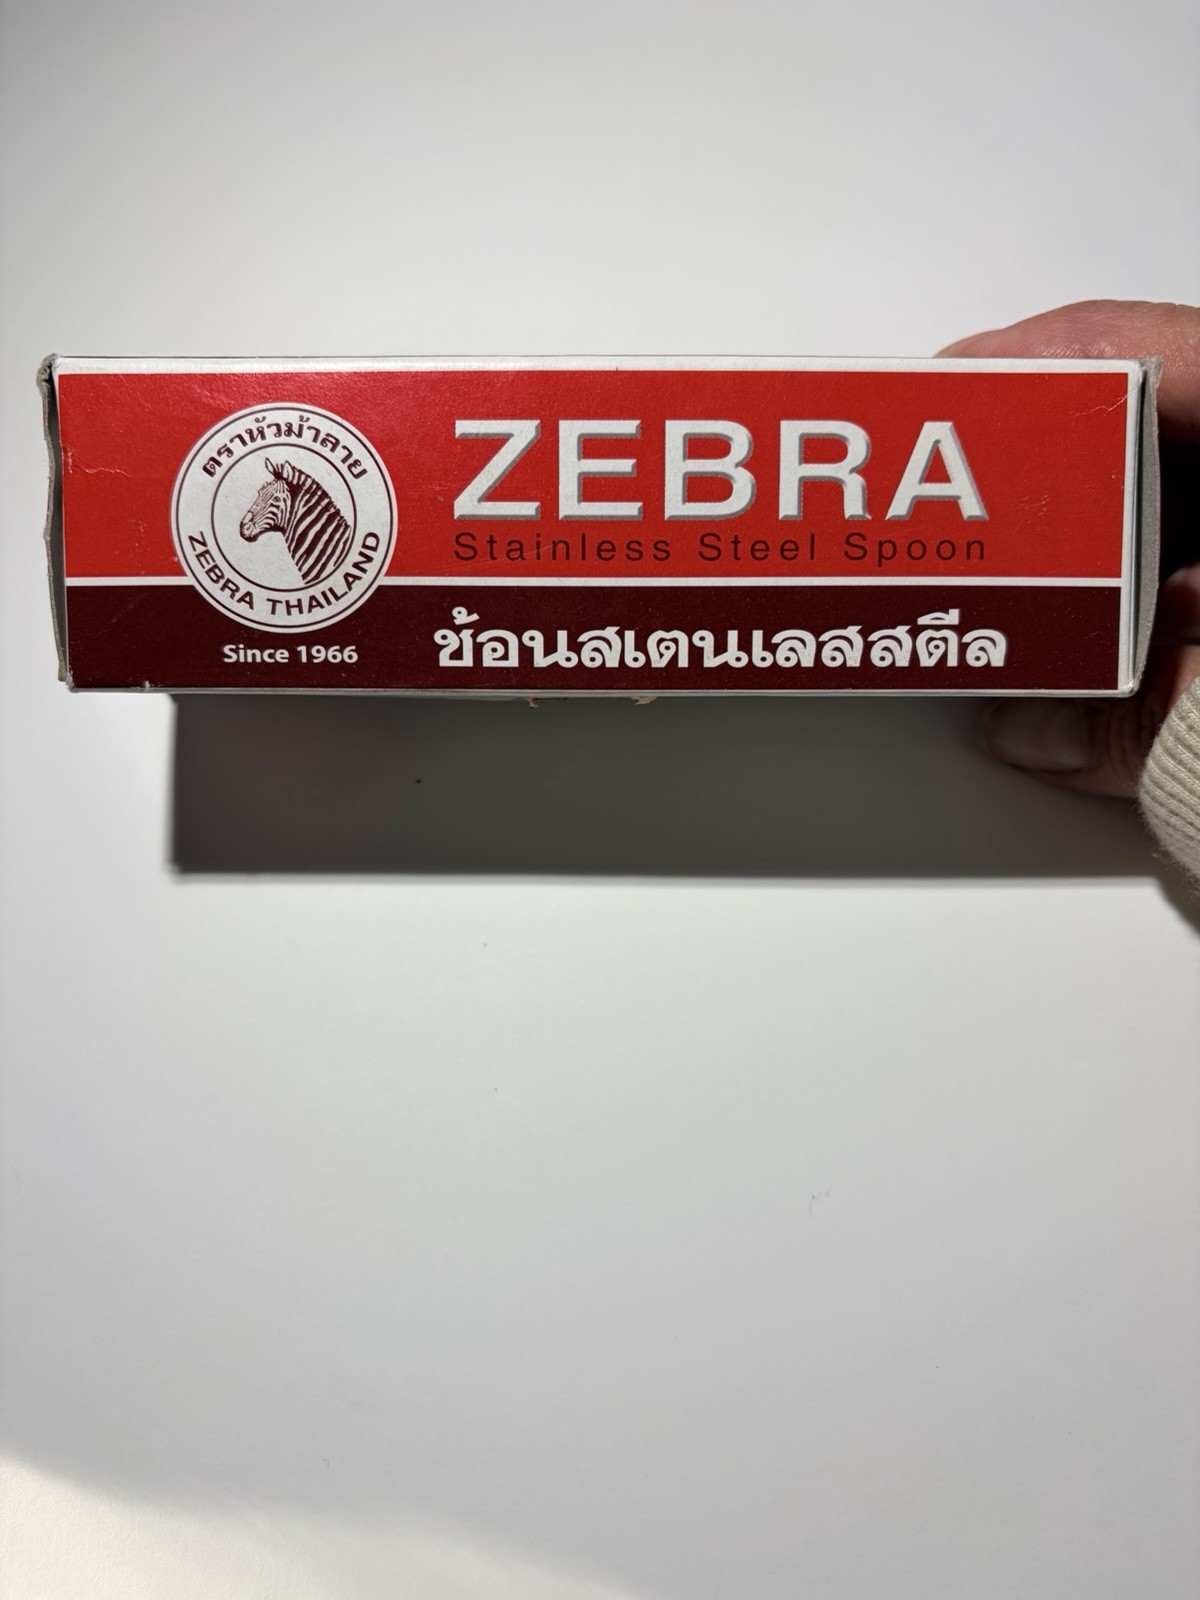 ตราหัวม้าลาย
ZEBRA THAILAND
Since 1966
ZEBRA
Stainless Steel Spoon
ช้อนสเตนเลสสตีล